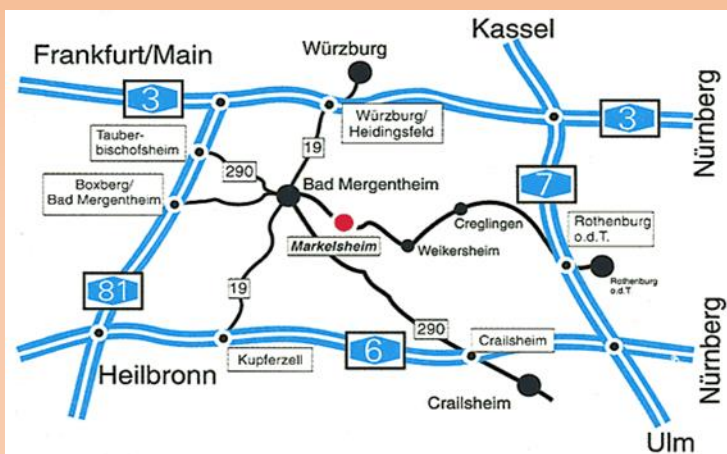 Kassel
Frankfurt/Main
Würzburg
Nürnberg
3
Würzburg/
Heidingsfeld
3
Tauber-
bischofsheim
19
290
7
Boxberg/
Bad Mergentheim
Bad Mergentheim
Creglingen
Rothenburg
o.d.T.
Markelsheim
Weikersheim
Rothenburg
o.d.T
81
19
290
Nürnberg
Kupferzell
6
Crailsheim
Heilbronn
Crailsheim
Ulm